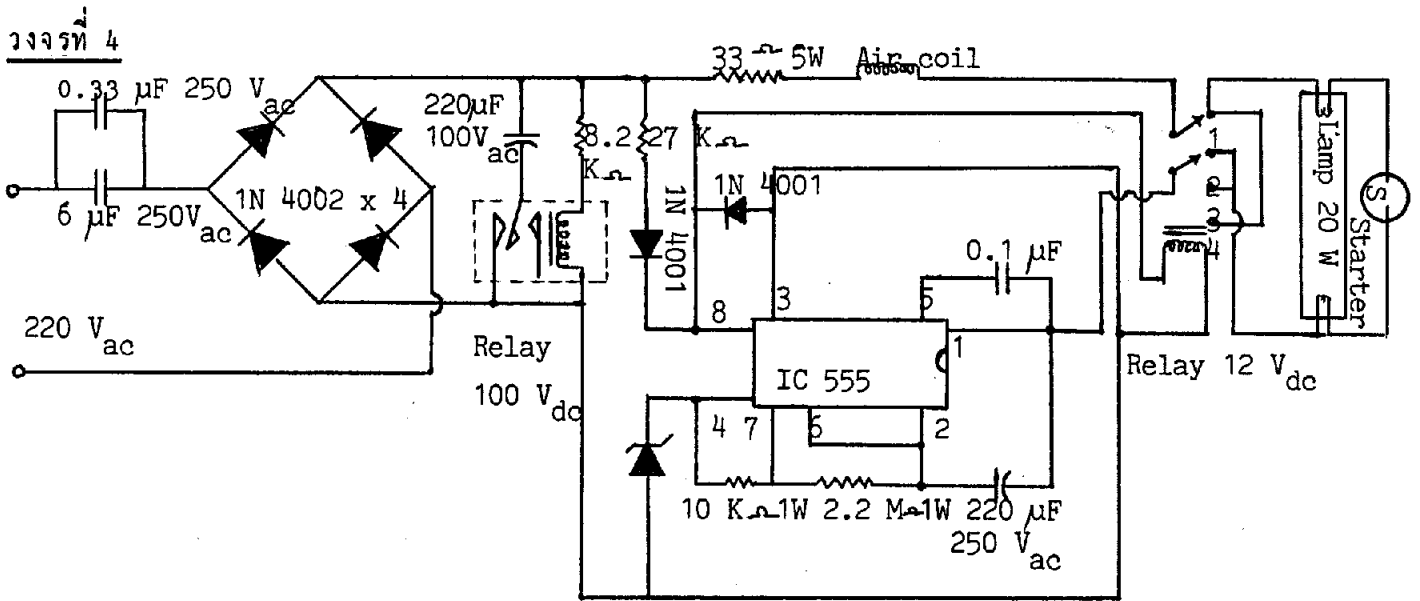 วงจรที่ 4
0.33 µF 250 Vac
6 µF 250Vac
1N 4002 x 4
220 Vac
220µF
100Vac
8.2
KΩ
27 KΩ
1N 4001
1N 4001
Relay
100 Vdc
33 Ω 5W
Air coil
0.1 µF
8
3
5
1
IC 555
4
7
6
2
10 KΩ 1W
2.2 MΩ 1W
220 µF
250 Vac
1
2
3
4
Relay 12 Vdc
Lamp 20 W
S
Starter